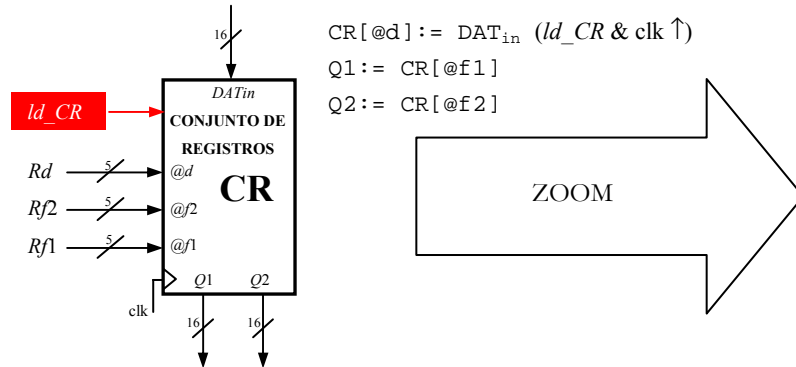 16
CR[@d]:= DATin (ld_CR & clk ↑)
Q1:= CR[@f1]
Q2:= CR[@f2]
DATin
ld_CR
CONJUNTO DE
REGISTROS
CR
Rd
5
@d
Rf2
5
@f2
Rf1
5
@f1
Q1
Q2
clk
16
16
ZOOM